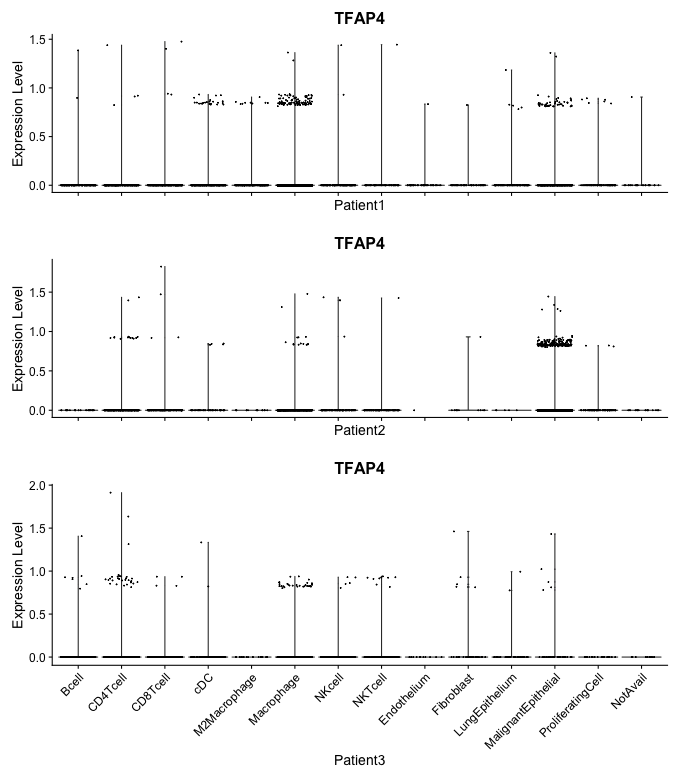 TFAP4
Expression Level
1.5
1.0
0.5
0.0
Patient1
TFAP4
Expression Level
1.5
1.0
0.5
0.0
Patient2
TFAP4
Expression Level
2.0
1.5
1.0
0.5
0.0
Bcell
CD4Tcell
CD8Tcell
cDC
M2Macrophage
Macrophage
NKcell
NKTcell
Endothelium
Fibroblast
LungEpithelium
MalignantEpithelial
ProliferatingCell
NotAvail
Patient3